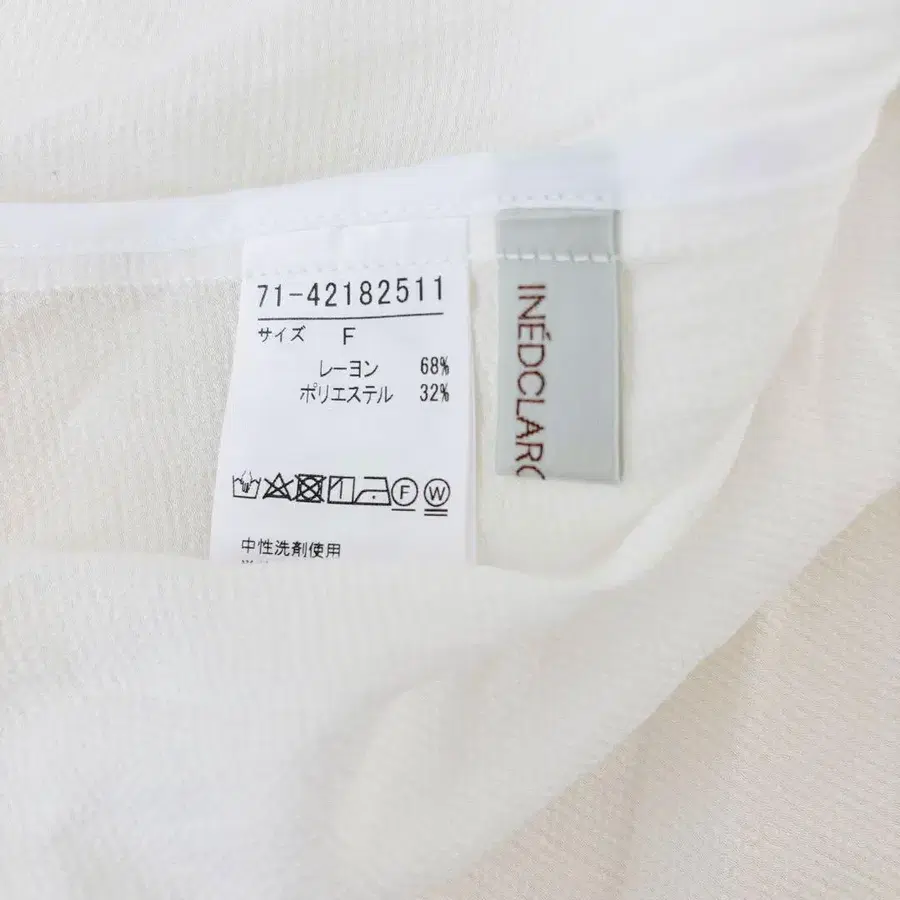 71-42182511
サイズ F
レーヨン 68%
ポリエステル 32%
F W
中性洗剤使用
INÉDCLARO